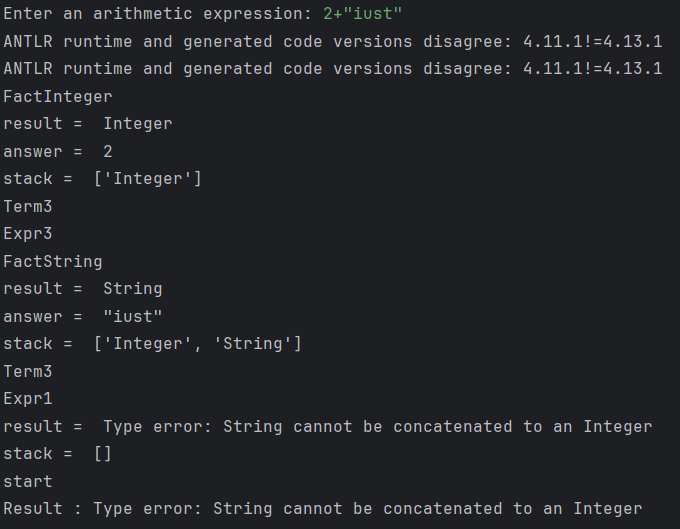 Enter an arithmetic expression: 2+"iust"
ANTLR runtime and generated code versions disagree: 4.11.1!=4.13.1
ANTLR runtime and generated code versions disagree: 4.11.1!=4.13.1
FactInteger
result =  Integer
answer =  2
stack =  ['Integer']
Term3
Expr3
FactString
result =  String
answer =  "iust"
stack =  ['Integer', 'String']
Term3
Expr1
result =  Type error: String cannot be concatenated to an Integer
stack =  []
start
Result : Type error: String cannot be concatenated to an Integer